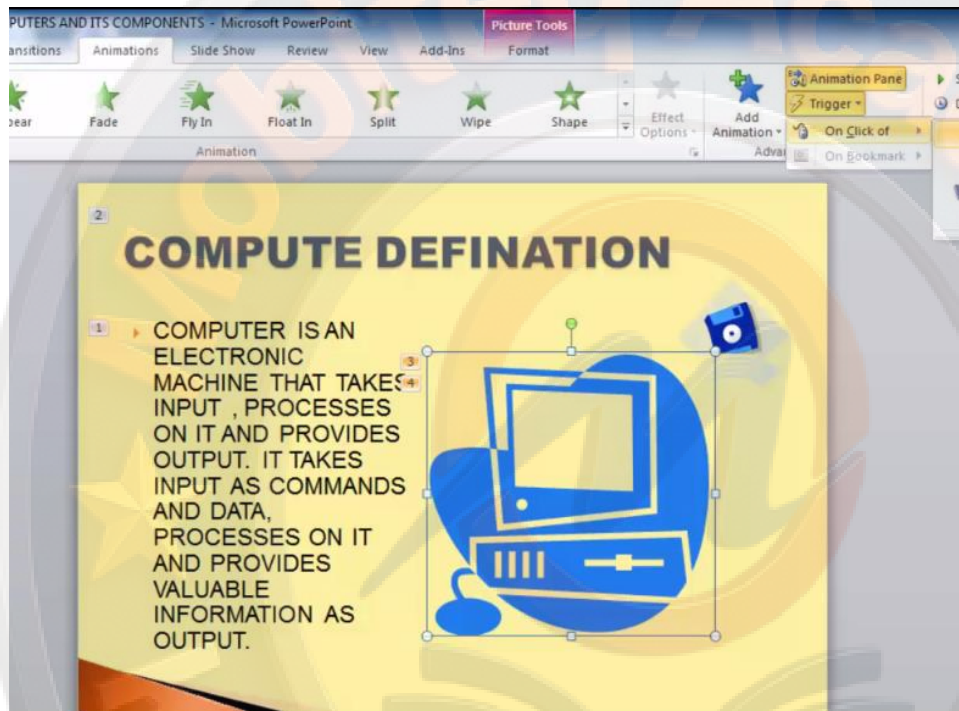 PUTERS AND ITS COMPONENTS - Microsoft PowerPoint
Picture Tools
ansitions Animations Slide Show Review View Add-Ins Format
pear Fade Fly In Float In Split Wipe Shape
Effect Options
Add Animation
Animation Pane
Trigger
On Click of
On Bookmark
Animation
Adva
2
COMPUTE DEFINATION
1
COMPUTER IS AN
ELECTRONIC
3
MACHINE THAT TAKES
4
INPUT , PROCESSES
ON IT AND PROVIDES
OUTPUT. IT TAKES
INPUT AS COMMANDS
AND DATA,
PROCESSES ON IT
AND PROVIDES
VALUABLE
INFORMATION AS
OUTPUT.